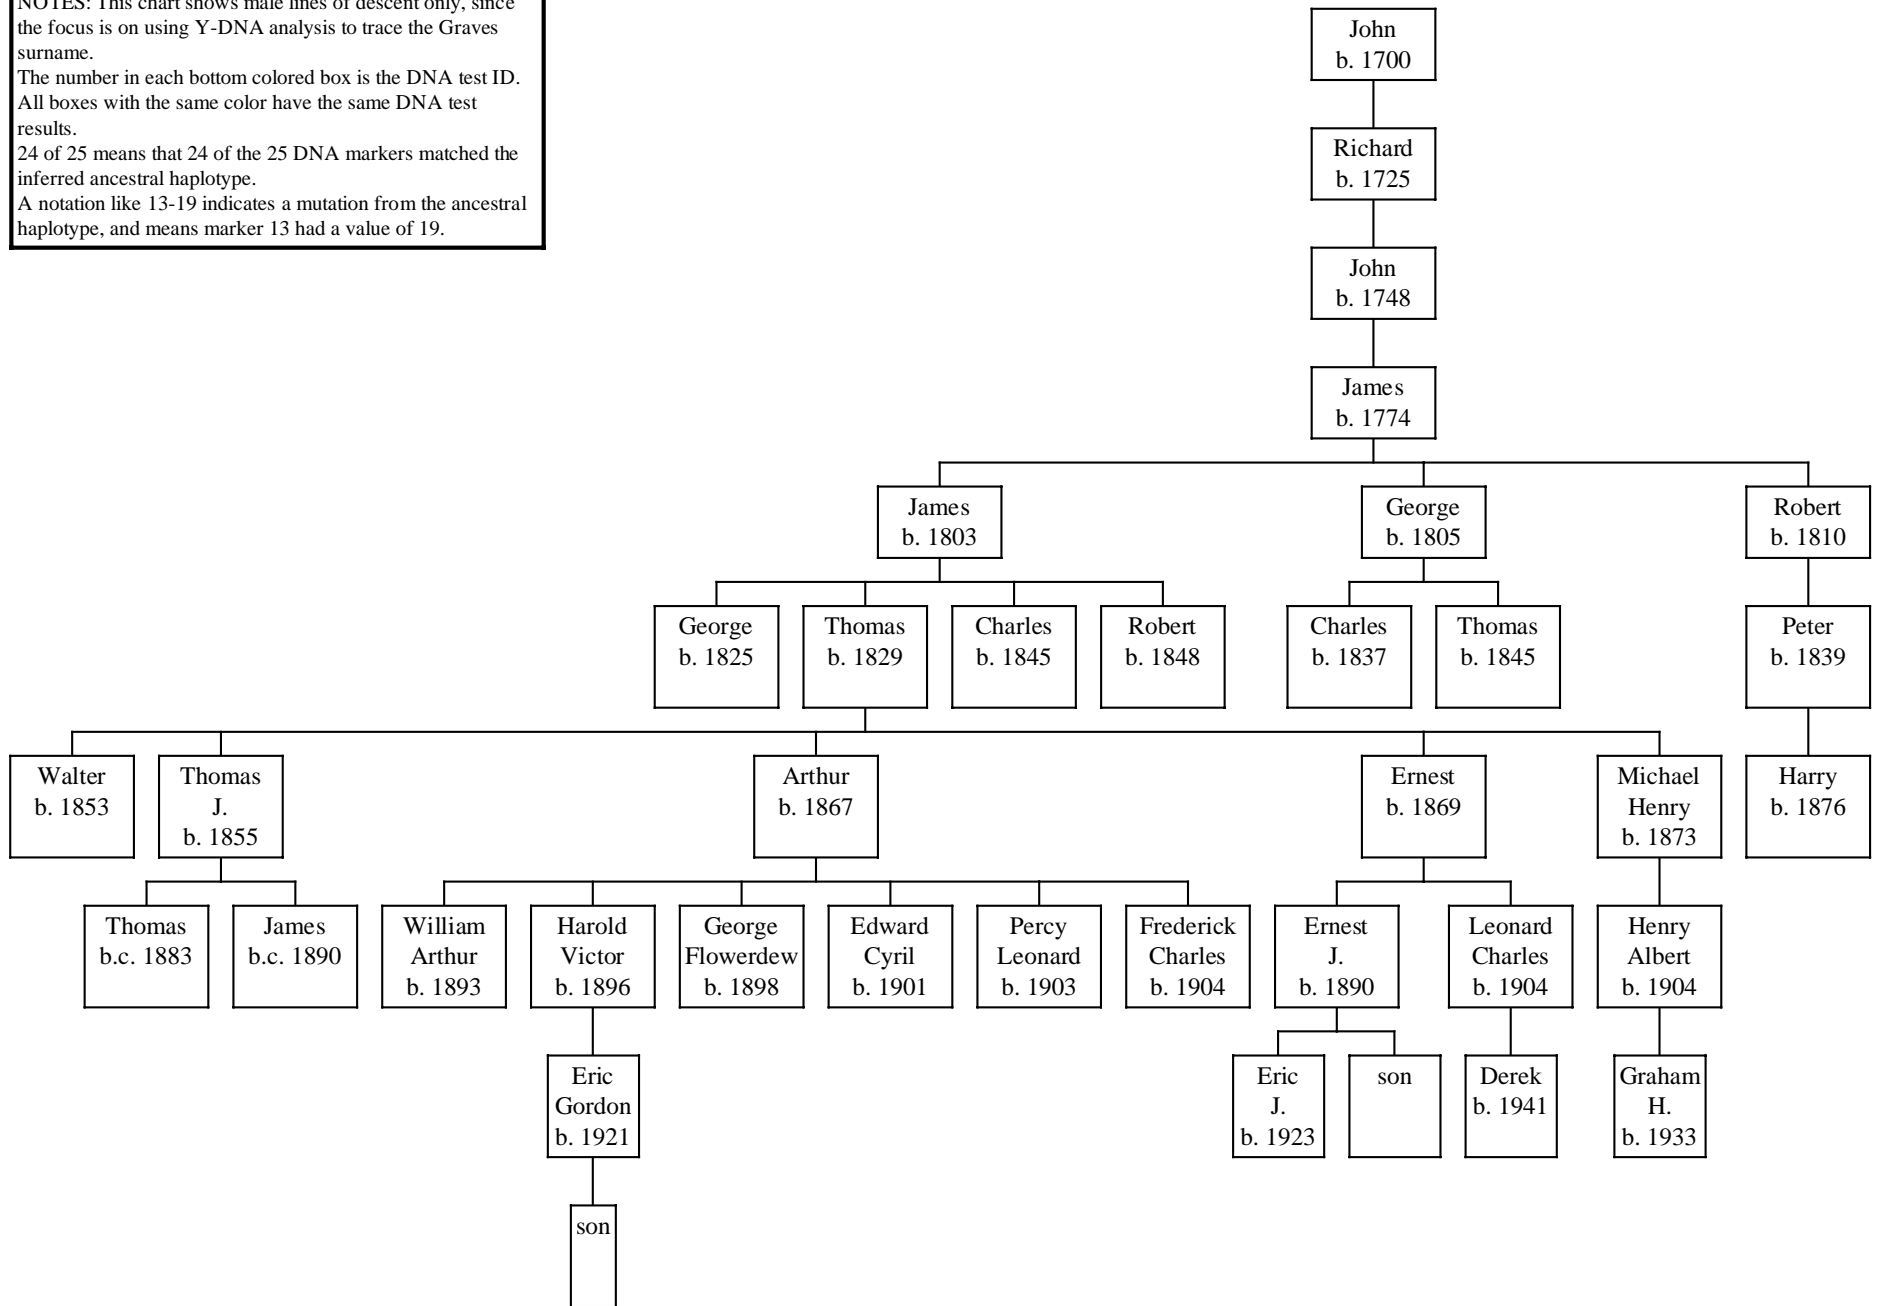 NOTES: This chart shows male lines of descent only, since
the focus is on using Y-DNA analysis to trace the Graves
surname.
The number in each bottom colored box is the DNA test ID.
All boxes with the same color have the same DNA test
results.
24 of 25 means that 24 of the 25 DNA markers matched the
inferred ancestral haplotype.
A notation like 13-19 indicates a mutation from the ancestral
haplotype, and means marker 13 had a value of 19.
John
b. 1700
Richard
b. 1725
John
b. 1748
James
b. 1774
James
b. 1803
George
b. 1805
Robert
b. 1810
George
b. 1825
Thomas
b. 1829
Charles
b. 1845
Robert
b. 1848
Charles
b. 1837
Thomas
b. 1845
Peter
b. 1839
Walter
b. 1853
Thomas
J.
b. 1855
Arthur
b. 1867
Ernest
b. 1869
Michael
Henry
b. 1873
Harry
b. 1876
Thomas
b.c. 1883
James
b.c. 1890
William
Arthur
b. 1893
Harold
Victor
b. 1896
George
Flowerdew
b. 1898
Edward
Cyril
b. 1901
Percy
Leonard
b. 1903
Frederick
Charles
b. 1904
Ernest
J.
b. 1890
Leonard
Charles
b. 1904
Henry
Albert
b. 1904
Eric
Gordon
b. 1921
Eric
J.
b. 1923
son
Derek
b. 1941
Graham
H.
b. 1933
son